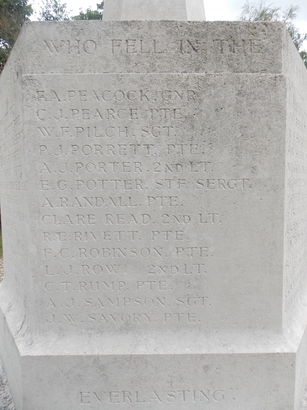 WHO FELL IN THE
F.A. PEACOCK, GNR.
C.J. PEARCE, PTE.
W.F. PILCH, SGT.
P.J. PORRETT, PTE.
A.J. PORTER, 2ND LT.
E.G. POTTER, STF. SERGT.
A. RANDALL, PTE.
CLARE READ, 2ND LT.
R.E. RIVETT, PTE.
F.C. ROBINSON, PTE.
L.J. ROW, 2ND LT.
C.T. RUMP, PTE.
A.J. SAMPSON, SGT.
J.W. SAVORY, PTE.
EVERLASTING